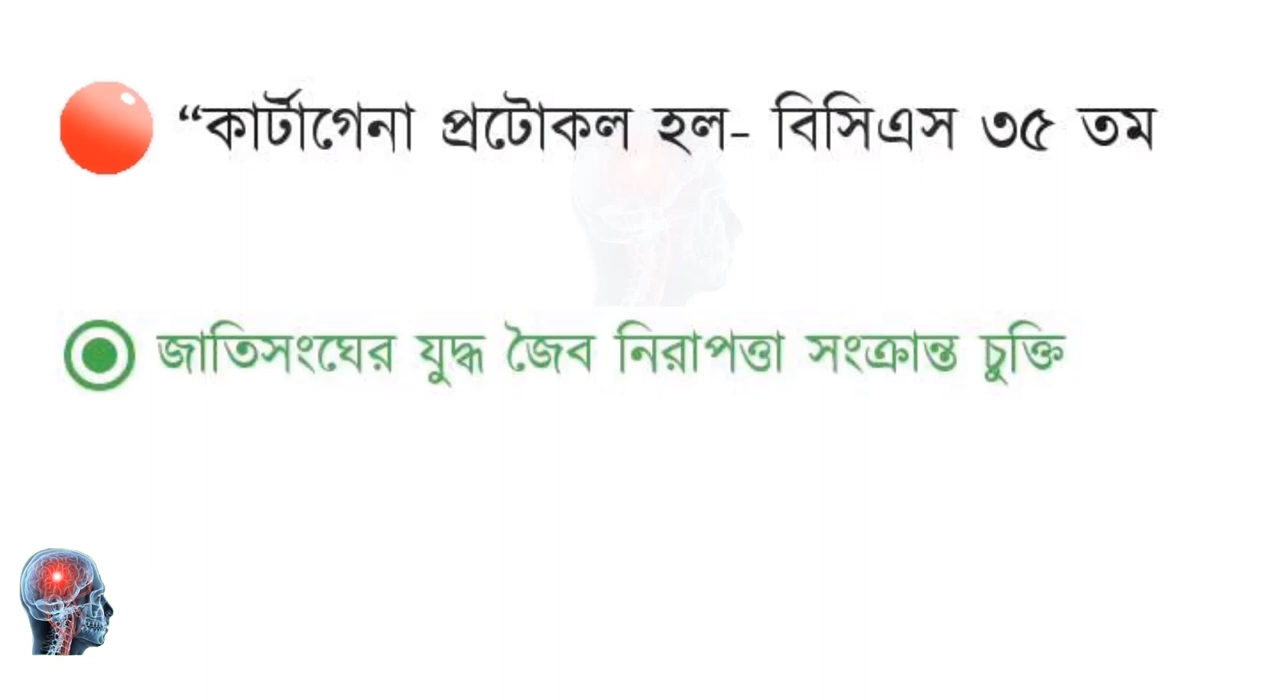 “কার্টাগেনা প্রটোকল হল- বিসিএস ৩৫ তম
জাতিসংঘের যুদ্ধ জৈব নিরাপত্তা সংক্রান্ত চুক্তি